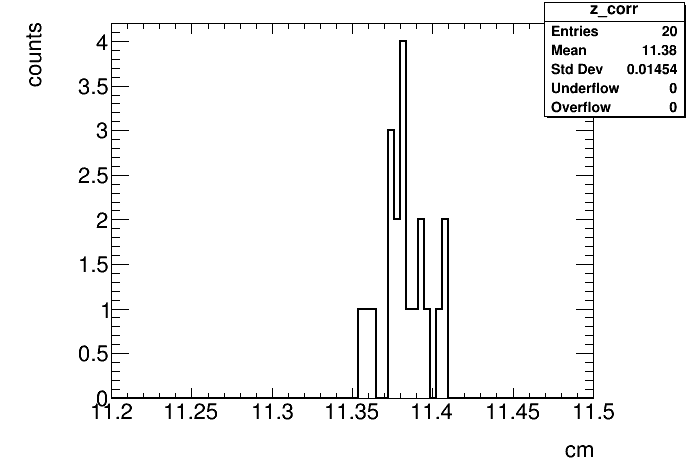 z_corr
Entries 20
Mean 11.38
Std Dev 0.01454
Underflow 0
Overflow 0
counts
4
3.5
3
2.5
2
1.5
1
0.5
0
11.2 11.25 11.3 11.35 11.4 11.45 11.5
cm